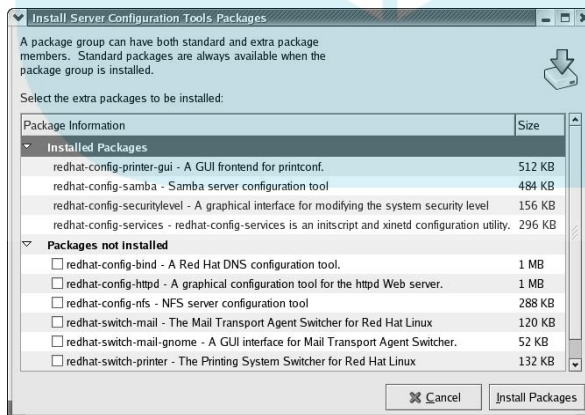 Install Server Configuration Tools Packages
A package group can have both standard and extra package
members. Standard packages are always available when the
package group is installed.
Select the extra packages to be installed:
Package Information Size
Installed Packages
redhat-config-printer-gui - A GUI frontend for printconf. 512 KB
redhat-config-samba - Samba server configuration tool 484 KB
redhat-config-securitylevel - A graphical interface for modifying the system security level 156 KB
redhat-config-services - redhat-config-services is an initscript and xinetd configuration utility. 296 KB
Packages not installed
redhat-config-bind - A Red Hat DNS configuration tool. 1 MB
redhat-config-httpd - A graphical configuration tool for the httpd Web server. 1 MB
redhat-config-nfs - NFS server configuration tool 288 KB
redhat-switch-mail - The Mail Transport Agent Switcher for Red Hat Linux 120 KB
redhat-switch-mail-gnome - A GUI interface for Mail Transport Agent Switcher. 52 KB
redhat-switch-printer - The Printing System Switcher for Red Hat Linux 132 KB
Cancel Install Packages